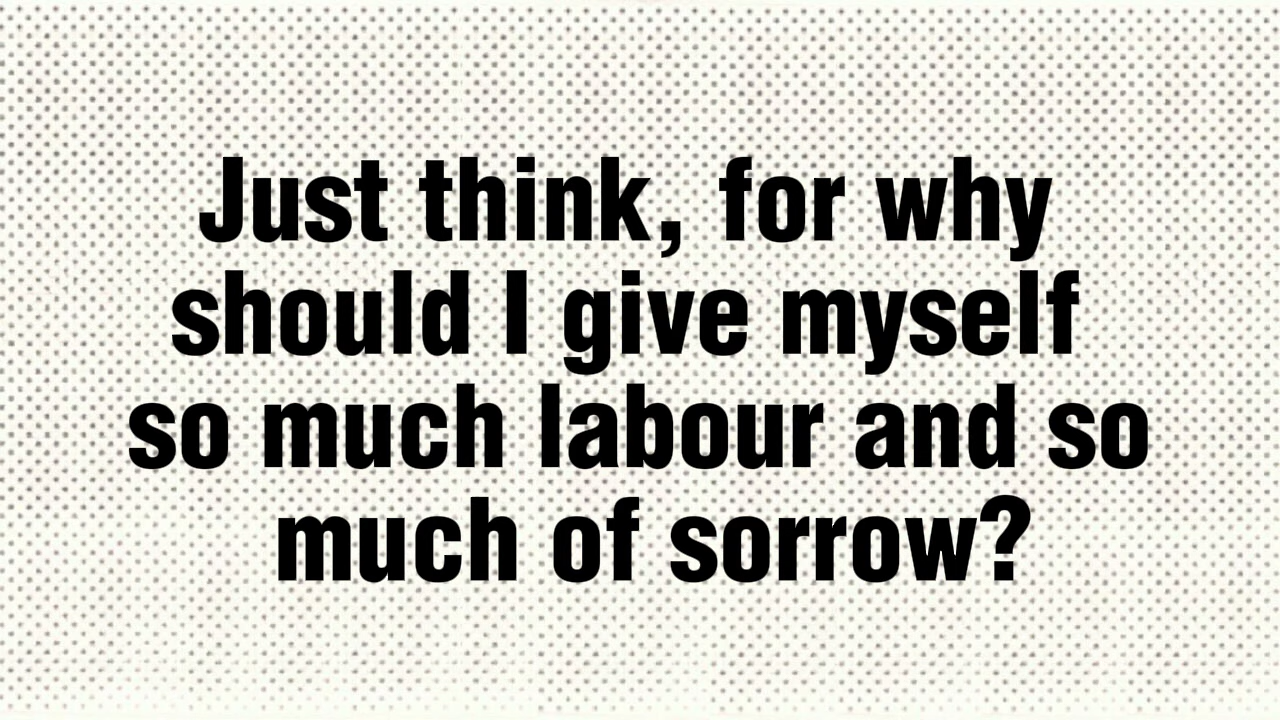 Just think, for why
should I give myself
so much labour and so
much of sorrow?